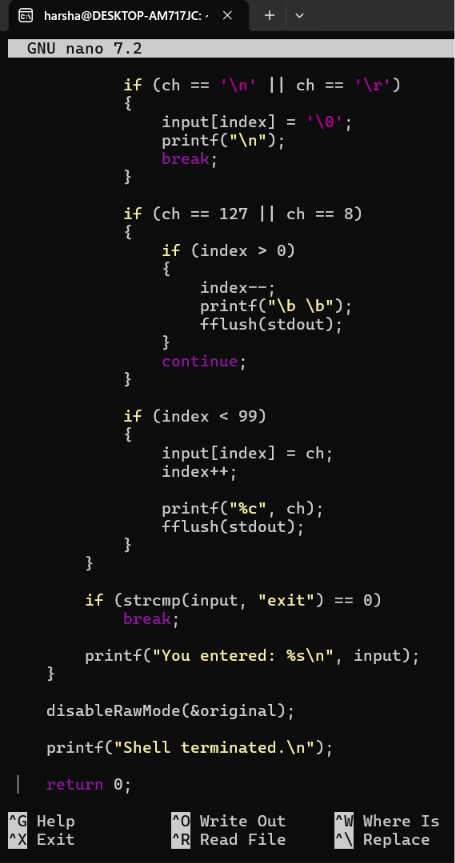 harsha@DESKTOP-AM717JC: ~
GNU nano 7.2
if (ch == '\n' || ch == '\r')
{
input[index] = '\0';
printf("\n");
break;
}
if (ch == 127 || ch == 8)
{
if (index > 0)
{
index--;
printf("\b \b");
fflush(stdout);
}
continue;
}
if (index < 99)
{
input[index] = ch;
index++;
printf("%c", ch);
fflush(stdout);
}
}
if (strcmp(input, "exit") == 0)
break;
printf("You entered: %s\n", input);
}
disableRawMode(&original);
printf("Shell terminated.\n");
return 0;
^G Help ^O Write Out ^W Where Is
^X Exit ^R Read File ^\ Replace